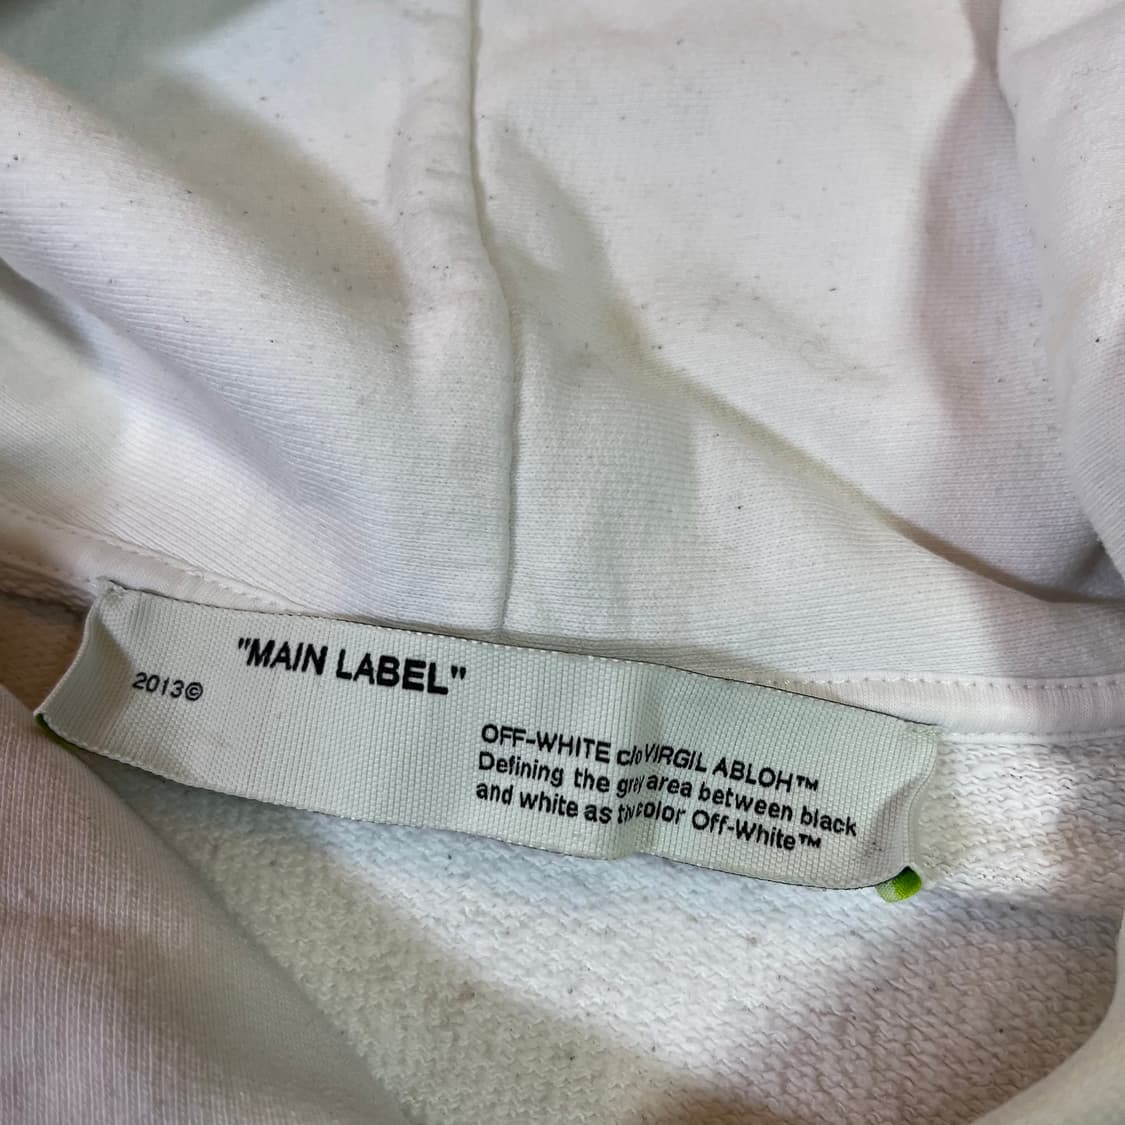 "MAIN LABEL"
2013©
OFF-WHITE c/o VIRGIL ABLOH™
Defining the grey area between black
and white as the color Off-White™